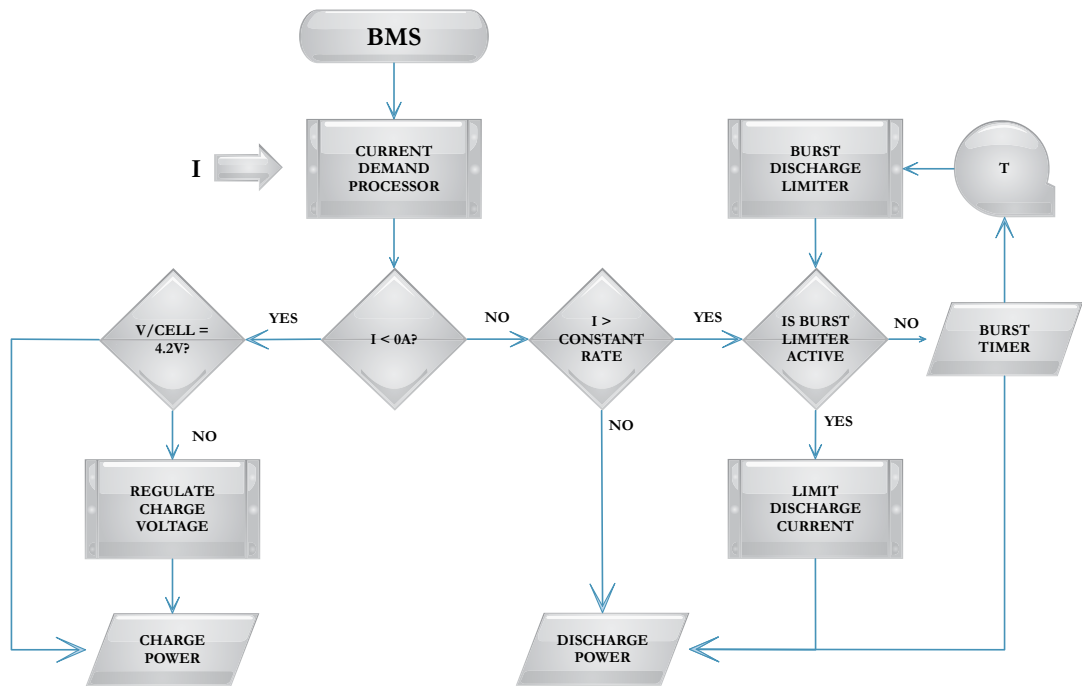 BMS
I
CURRENT
DEMAND
PROCESSOR
BURST
DISCHARGE
LIMITER
T
V/CELL =
4.2V?
YES
I < 0A?
NO
I >
CONSTANT
RATE
YES
IS BURST
LIMITER
ACTIVE
NO
BURST
TIMER
NO
NO
YES
REGULATE
CHARGE
VOLTAGE
LIMIT
DISCHARGE
CURRENT
CHARGE
POWER
DISCHARGE
POWER